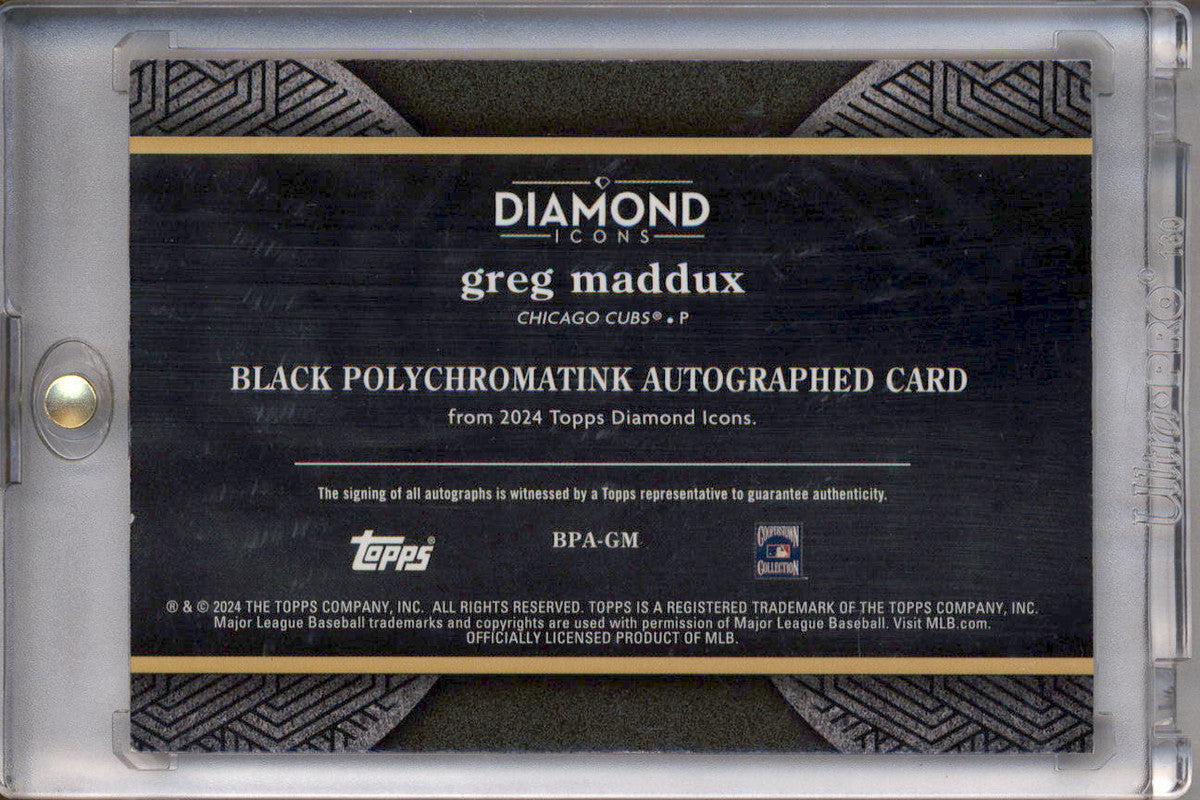 DIAMOND
ICONS
greg maddux
CHICAGO CUBS® • P
BLACK POLYCHROMATINK AUTOGRAPHED CARD
from 2024 Topps Diamond Icons.
The signing of all autographs is witnessed by a Topps representative to guarantee authenticity.
topps®
BPA-GM
COOPERSTOWN
COLLECTION
® & © 2024 THE TOPPS COMPANY, INC. ALL RIGHTS RESERVED. TOPPS IS A REGISTERED TRADEMARK OF THE TOPPS COMPANY, INC.
Major League Baseball trademarks and copyrights are used with permission of Major League Baseball. Visit MLB.com.
OFFICIALLY LICENSED PRODUCT OF MLB.
Ultra PRO® 130